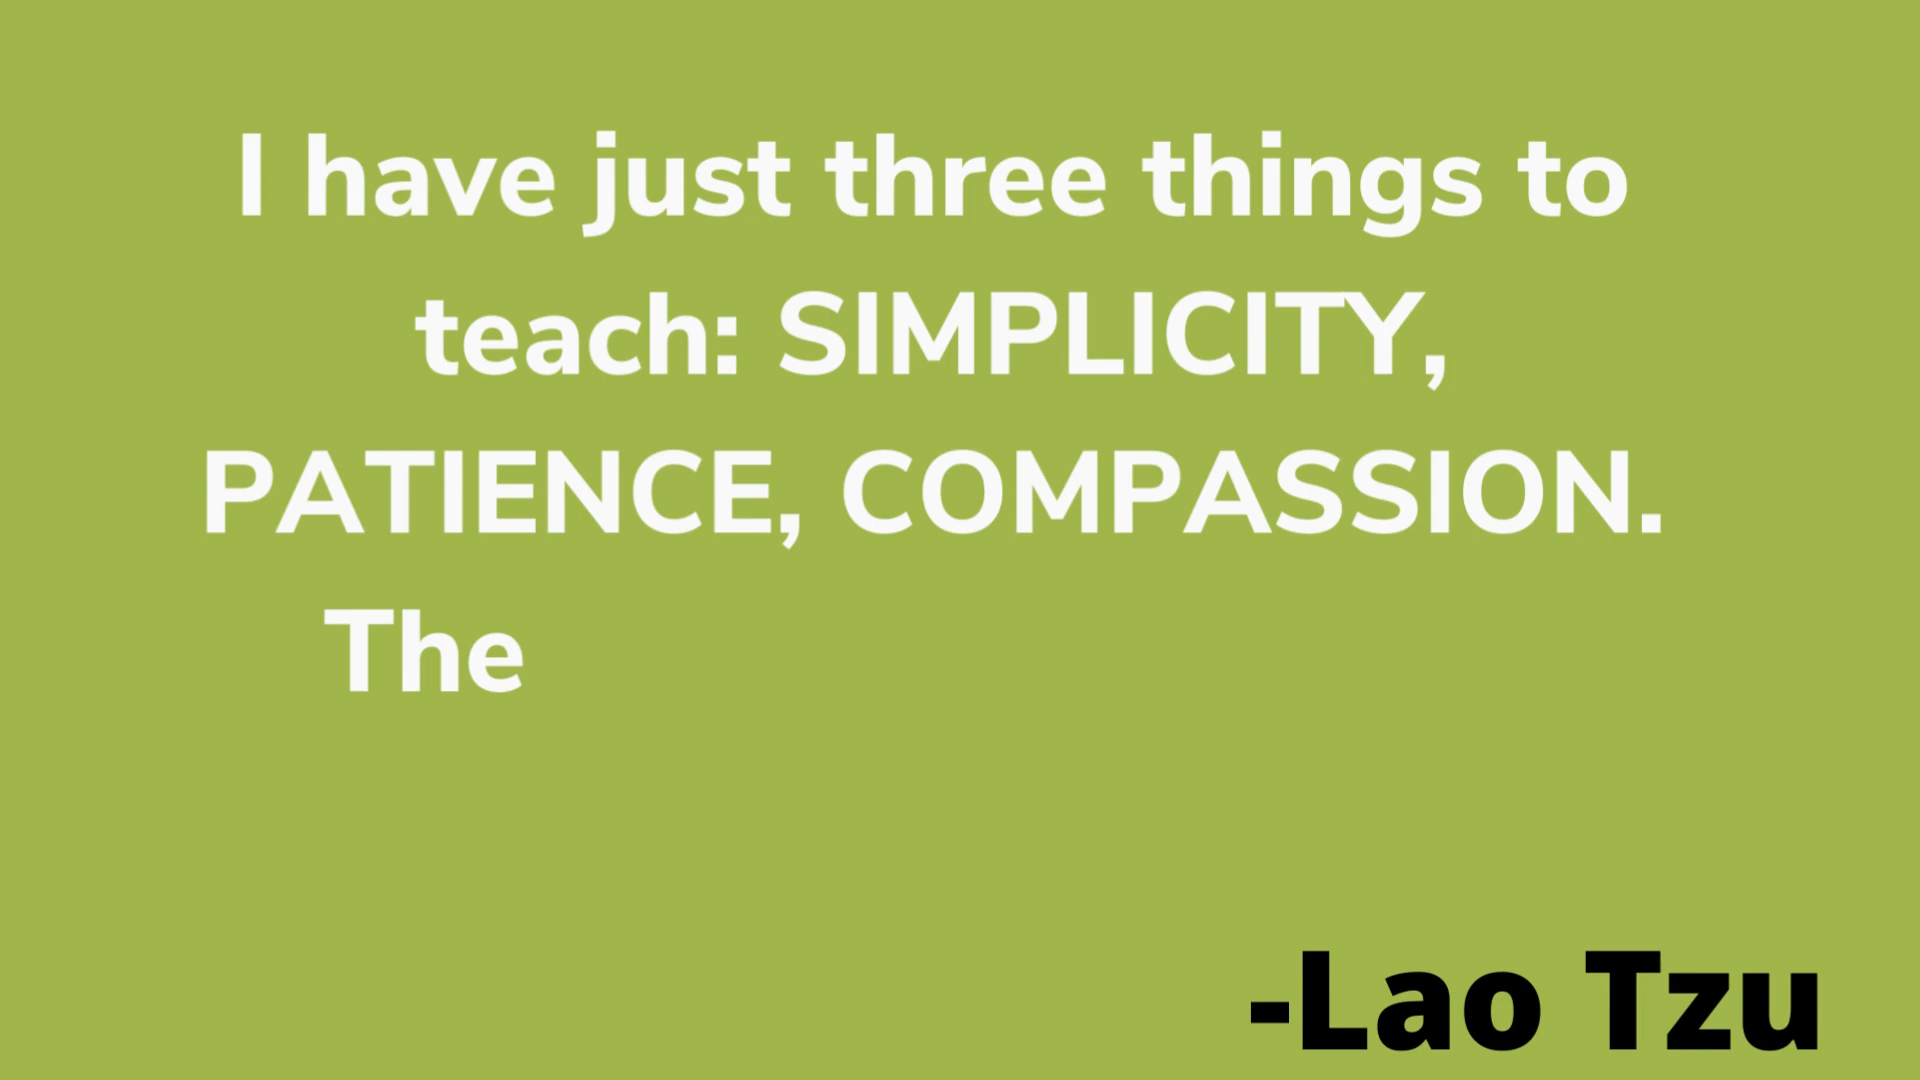 I have just three things to
teach: SIMPLICITY,
PATIENCE, COMPASSION.
The
-Lao Tzu